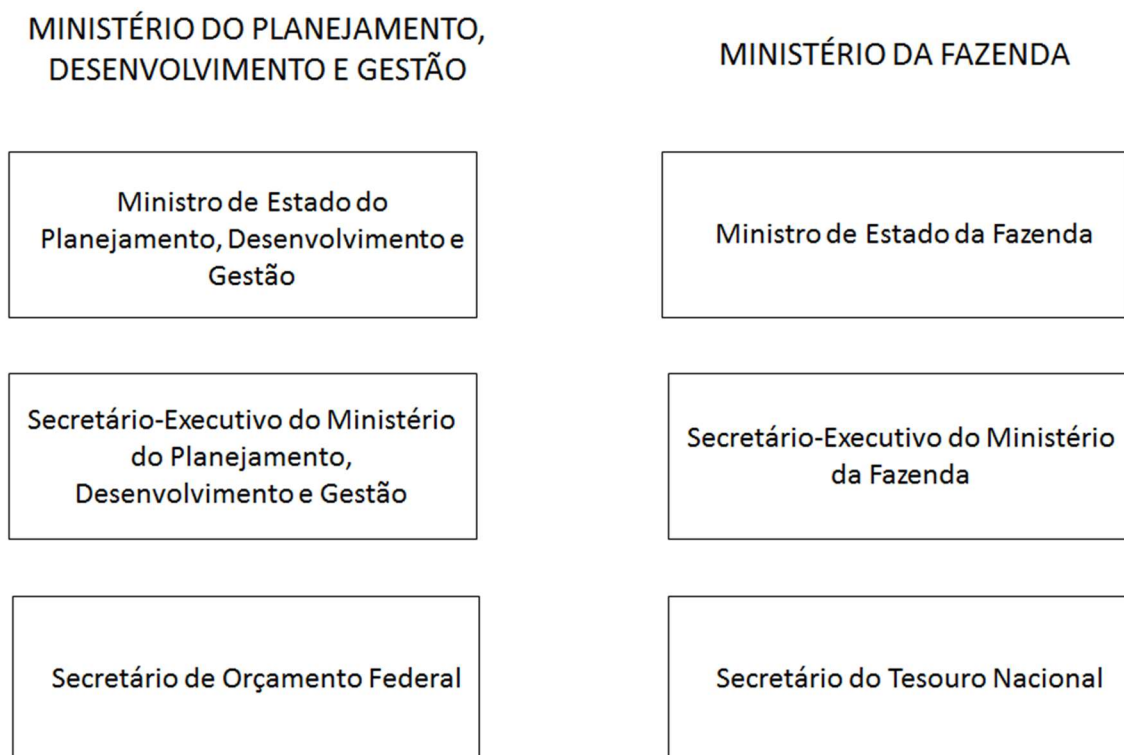 MINISTÉRIO DO PLANEJAMENTO,
DESENVOLVIMENTO E GESTÃO
MINISTÉRIO DA FAZENDA
Ministro de Estado do
Planejamento, Desenvolvimento e
Gestão
Ministro de Estado da Fazenda
Secretário-Executivo do Ministério
do Planejamento,
Desenvolvimento e Gestão
Secretário-Executivo do Ministério
da Fazenda
Secretário de Orçamento Federal
Secretário do Tesouro Nacional